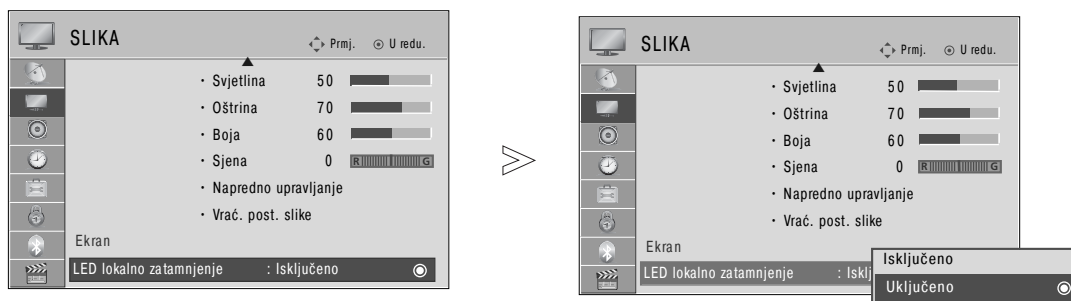 SLIKA Prmj. U redu.
• Svjetlina 50
• Oštrina 70
• Boja 60
• Sjena 0 R G
• Napredno upravljanje
• Vrać. post. slike
Ekran
LED lokalno zatamnjenje : Isključeno
>>
SLIKA Prmj. U redu.
• Svjetlina 50
• Oštrina 70
• Boja 60
• Sjena 0 R G
• Napredno upravljanje
• Vrać. post. slike
Ekran
LED lokalno zatamnjenje : Isklj
Isključeno
Uključeno